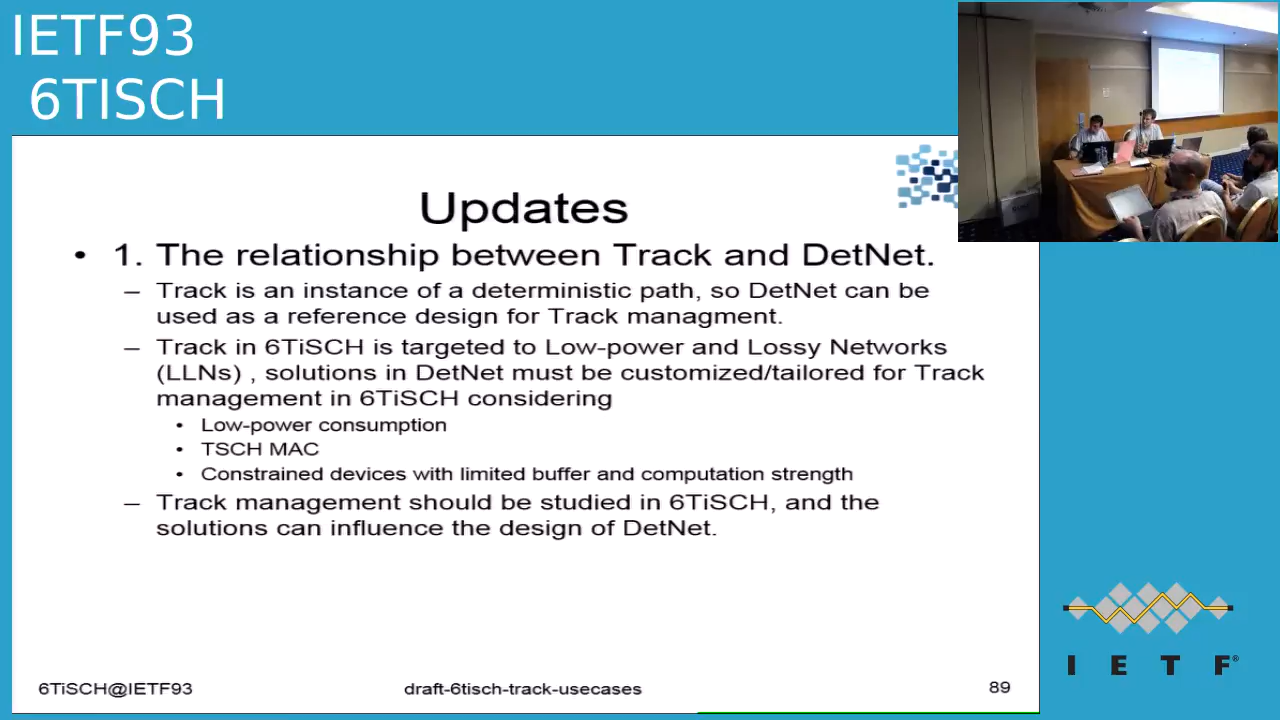 IETF93
6TISCH
Updates
• 1. The relationship between Track and DetNet.
– Track is an instance of a deterministic path, so DetNet can be
used as a reference design for Track managment.
– Track in 6TiSCH is targeted to Low-power and Lossy Networks
(LLNs) , solutions in DetNet must be customized/tailored for Track
management in 6TiSCH considering
• Low-power consumption
• TSCH MAC
• Constrained devices with limited buffer and computation strength
– Track management should be studied in 6TiSCH, and the
solutions can influence the design of DetNet.
6TiSCH@IETF93
draft-6tisch-track-usecases
89
I E T F®